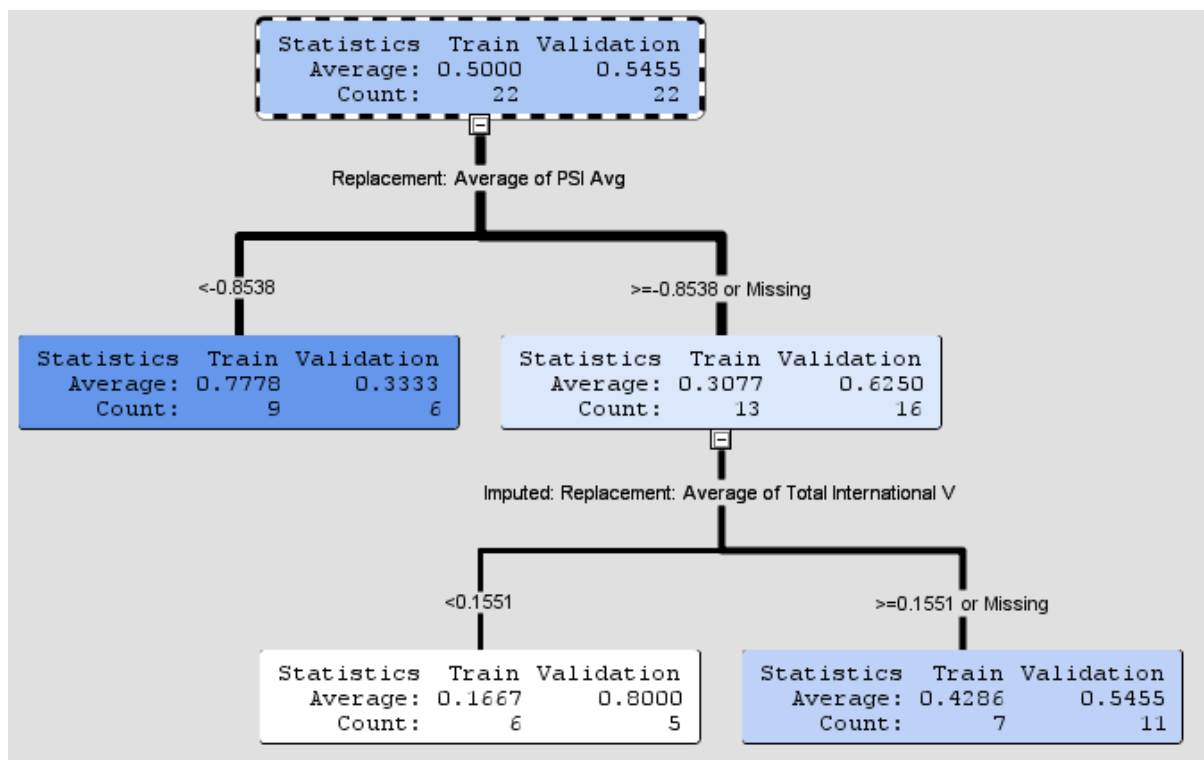 Statistics Train Validation
Average: 0.5000 0.5455
Count: 22 22
Replacement: Average of PSI Avg
<-0.8538
>=-0.8538 or Missing
Statistics Train Validation
Average: 0.7778 0.3333
Count: 9 6
Statistics Train Validation
Average: 0.3077 0.6250
Count: 13 16
Imputed: Replacement: Average of Total International V
<0.1551
>=0.1551 or Missing
Statistics Train Validation
Average: 0.1667 0.8000
Count: 6 5
Statistics Train Validation
Average: 0.4286 0.5455
Count: 7 11